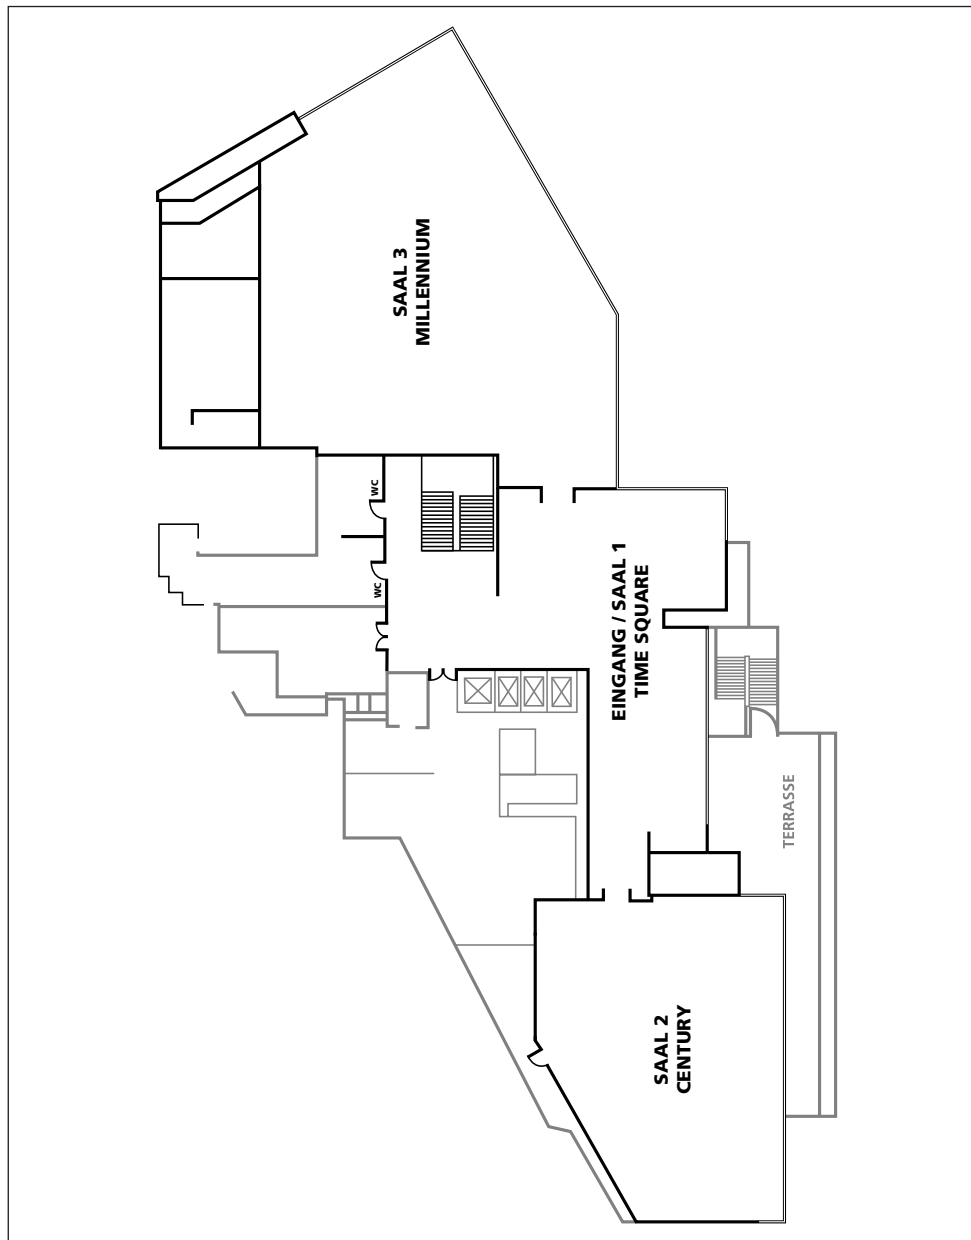 SAAL 3
MILLENNIUM
WC
WC
EINGANG / SAAL 1
TIME SQUARE
TERRASSE
SAAL 2
CENTURY